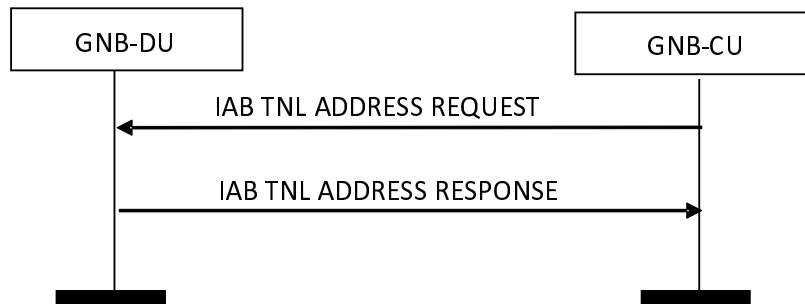 GNB-DU
GNB-CU
IAB TNL ADDRESS REQUEST
IAB TNL ADDRESS RESPONSE